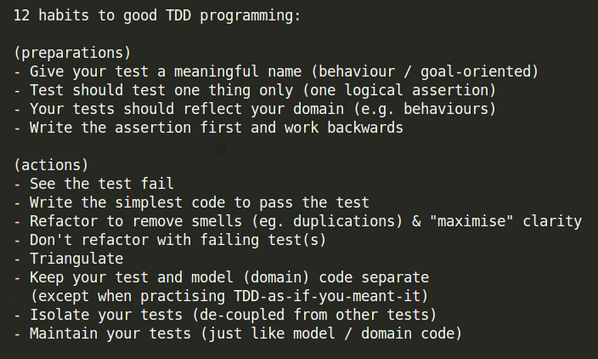 12 habits to good TDD programming:
(preparations)
- Give your test a meaningful name (behaviour / goal-oriented)
- Test should test one thing only (one logical assertion)
- Your tests should reflect your domain (e.g. behaviours)
- Write the assertion first and work backwards
(actions)
- See the test fail
- Write the simplest code to pass the test
- Refactor to remove smells (eg. duplications) & "maximise" clarity
- Don't refactor with failing test(s)
- Triangulate
- Keep your test and model (domain) code separate
(except when practising TDD-as-if-you-meant-it)
- Isolate your tests (de-coupled from other tests)
- Maintain your tests (just like model / domain code)